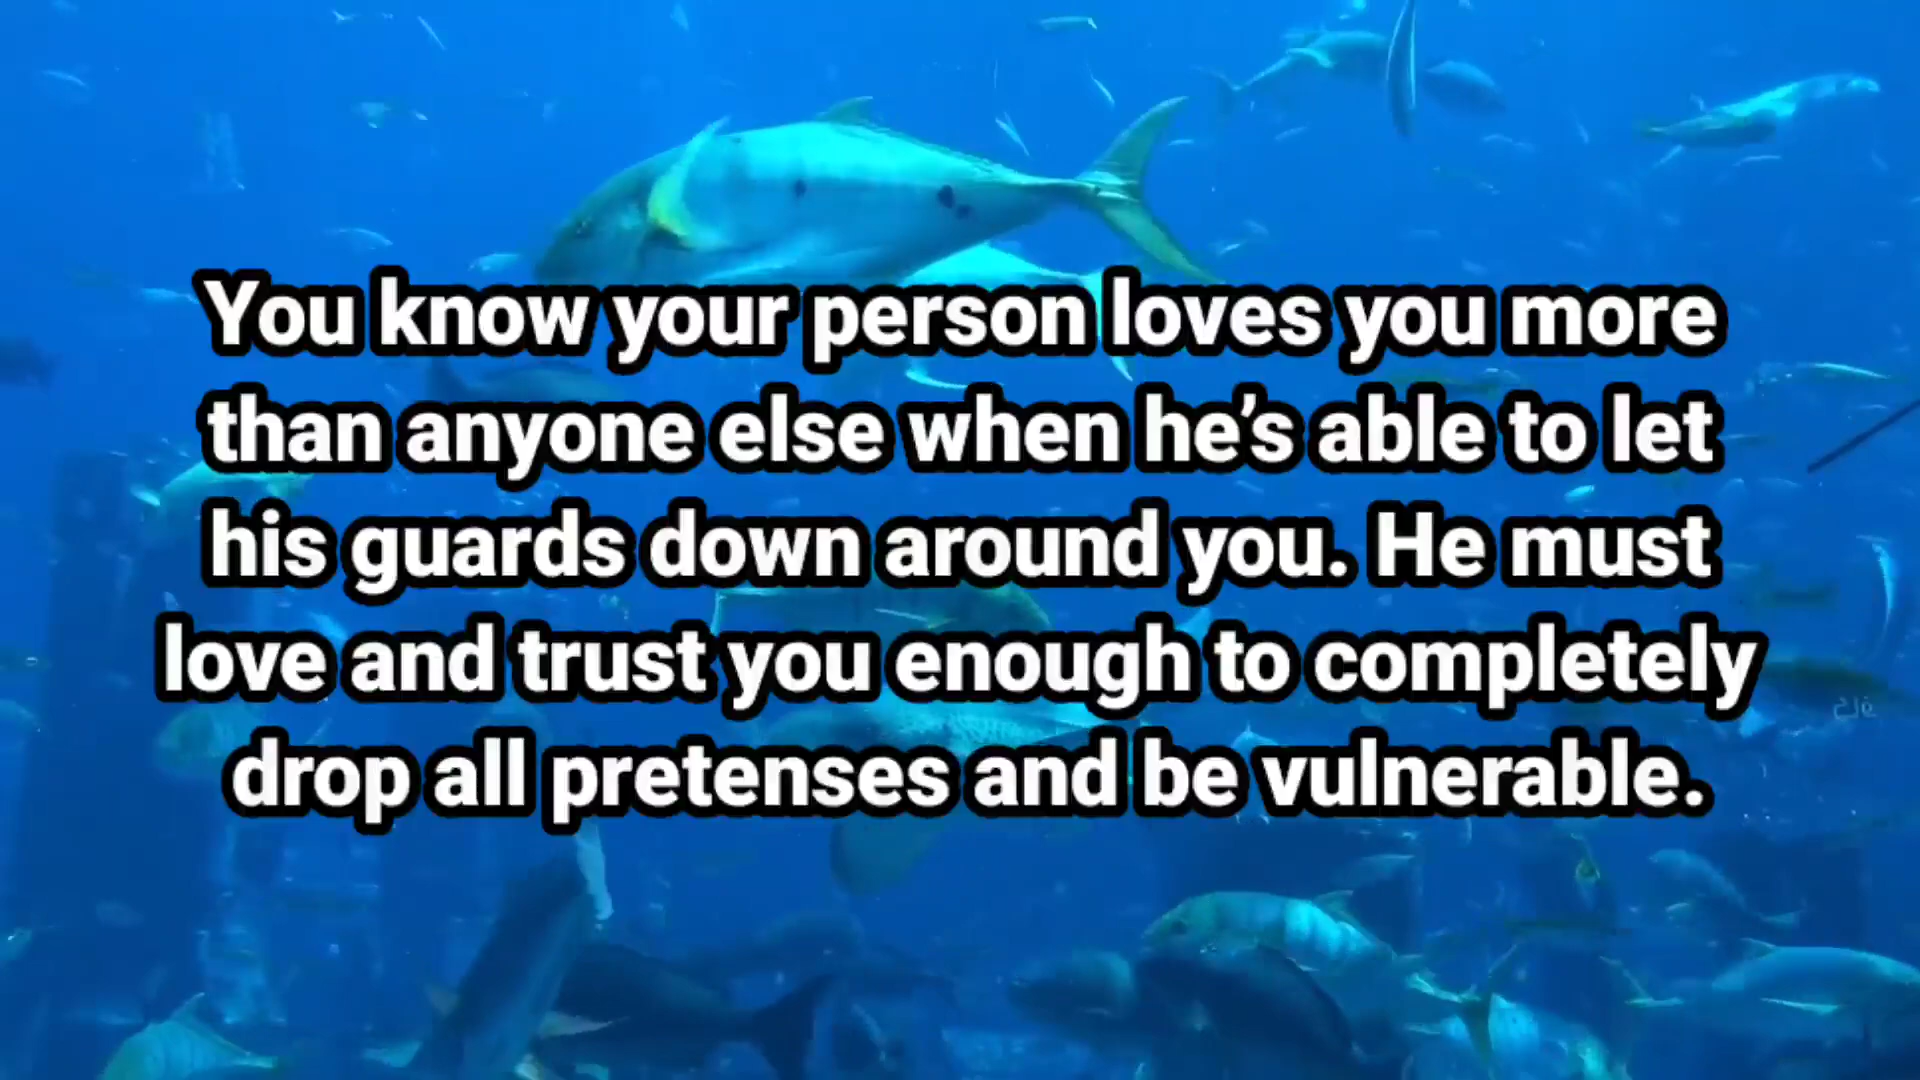 You know your person loves you more
than anyone else when he’s able to let
his guards down around you. He must
love and trust you enough to completely
drop all pretenses and be vulnerable.